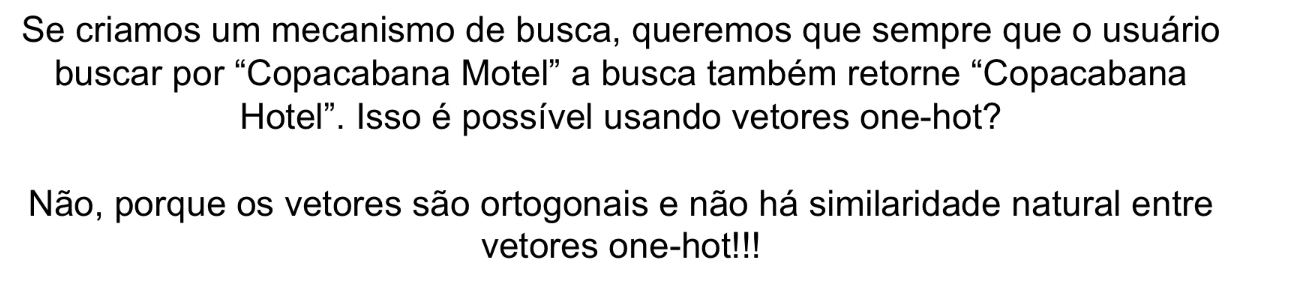 Se criamos um mecanismo de busca, queremos que sempre que o usuário
buscar por “Copacabana Motel” a busca também retorne “Copacabana
Hotel”. Isso é possível usando vetores one-hot?
Não, porque os vetores são ortogonais e não há similaridade natural entre
vetores one-hot!!!